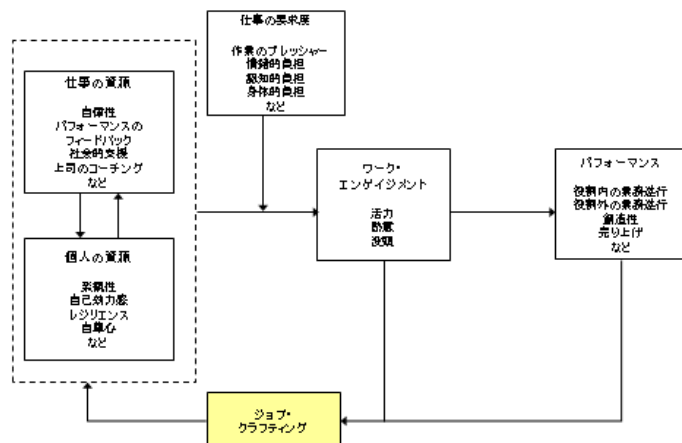 仕事の要求度
作業のプレッシャー
情緒的負担
認知的負担
身体的負担
など
仕事の資源
自律性
パフォーマンスの
フィードバック
社会的支援
上司のコーチング
など
個人の資源
楽観性
自己効力感
レジリエンス
自尊心
など
ワーク・
エンゲイジメント
活力
熱意
没頭
パフォーマンス
役割内の業務遂行
役割外の業務遂行
創造性
売り上げ
など
ジョブ・
クラフティング